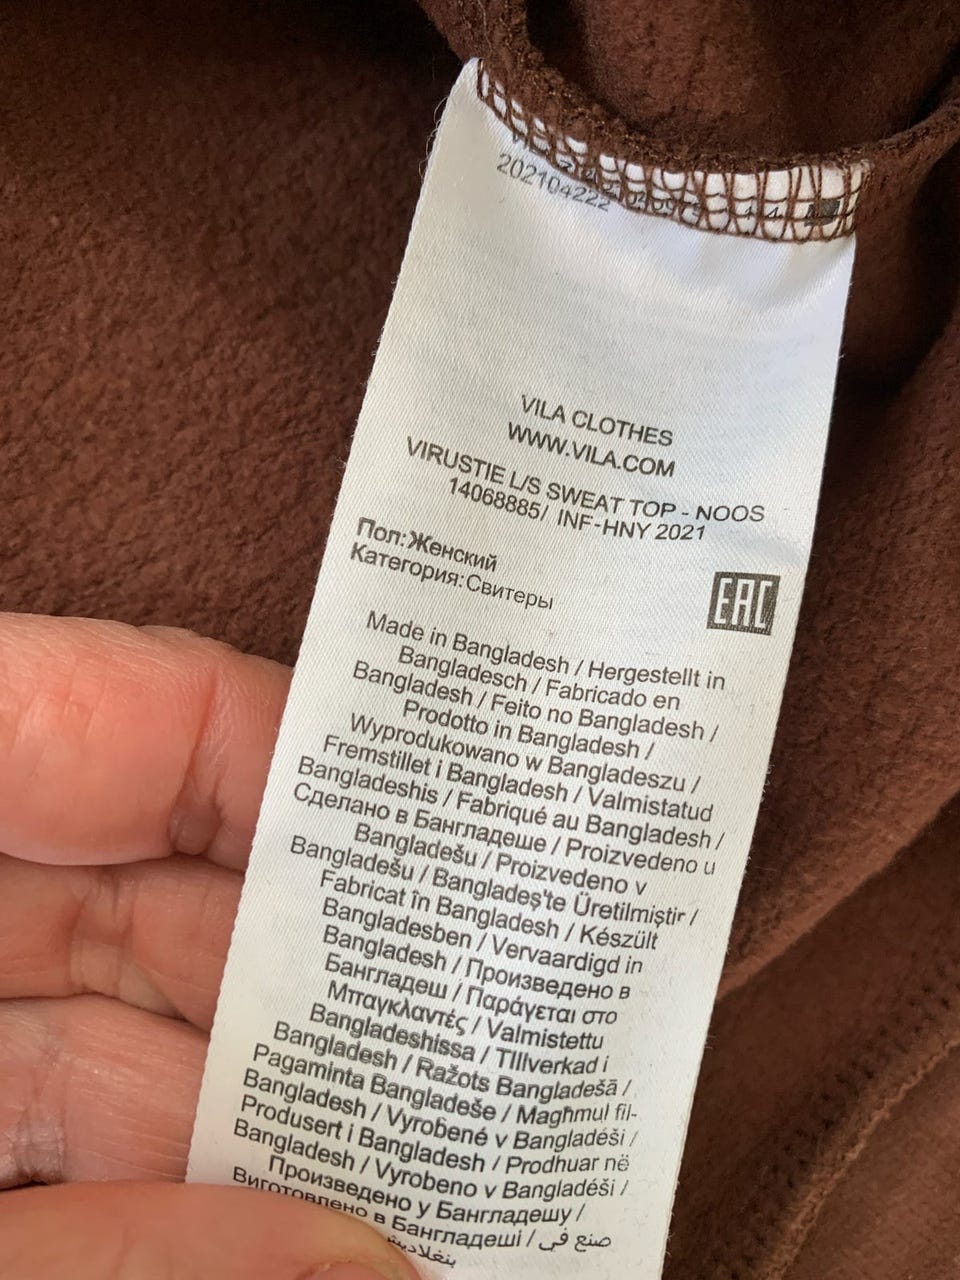 202104222
VILA CLOTHES
WWW.VILA.COM
VIRUSTIE L/S SWEAT TOP - NOOS
14068885/ INF-HNY 2021
Пол:Женский
Категория:Свитеры
EAC
Made in Bangladesh / Hergestellt in
Bangladesch / Fabricado en
Bangladesh / Feito no Bangladesh /
Prodotto in Bangladesh /
Wyprodukowano w Bangladeszu /
Fremstillet i Bangladesh / Valmistatud
Bangladeshis / Fabriqué au Bangladesh /
Сделано в Бангладеше / Proizvedeno u
Bangladešu / Proizvedeno v
Bangladešu / Bangladeş'te Üretilmiştir /
Fabricat în Bangladesh / Készült
Bangladesben / Vervaardigd in
Bangladesh / Произведено в
Бангладеш / Παράγεται στο
Μπαγκλαντές / Valmistettu
Bangladeshissa / TIllverkad i
Bangladesh / Ražots Bangladešā /
Pagaminta Bangladeše / Magħmul fil-
Bangladesh / Vyrobené v Bangladéši /
Produsert i Bangladesh / Prodhuar në
Bangladesh / Vyrobeno v Bangladéši /
Произведено у Бангладешу /
Виготовлено в Бангладеші / صنع في
بنغلاديش